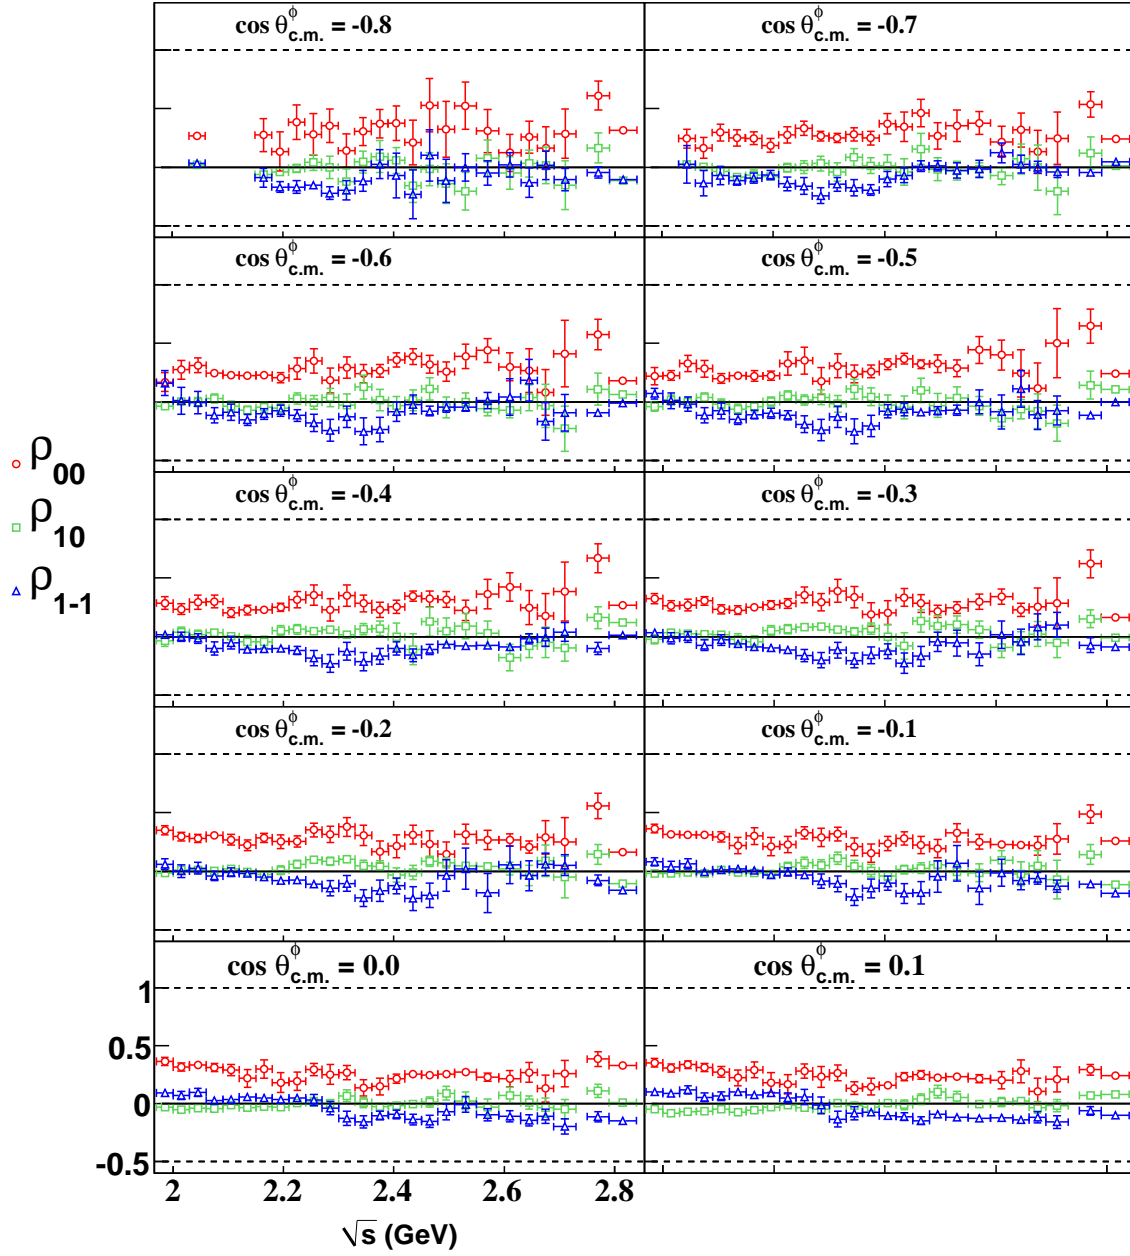 cos θ^ϕ_c.m. = -0.8
cos θ^ϕ_c.m. = -0.7
cos θ^ϕ_c.m. = -0.6
cos θ^ϕ_c.m. = -0.5
ρ_00
cos θ^ϕ_c.m. = -0.4
cos θ^ϕ_c.m. = -0.3
ρ_10
ρ_1-1
cos θ^ϕ_c.m. = -0.2
cos θ^ϕ_c.m. = -0.1
cos θ^ϕ_c.m. = 0.0
cos θ^ϕ_c.m. = 0.1
1
0.5
0
-0.5
2 2.2 2.4 2.6 2.8
√s (GeV)